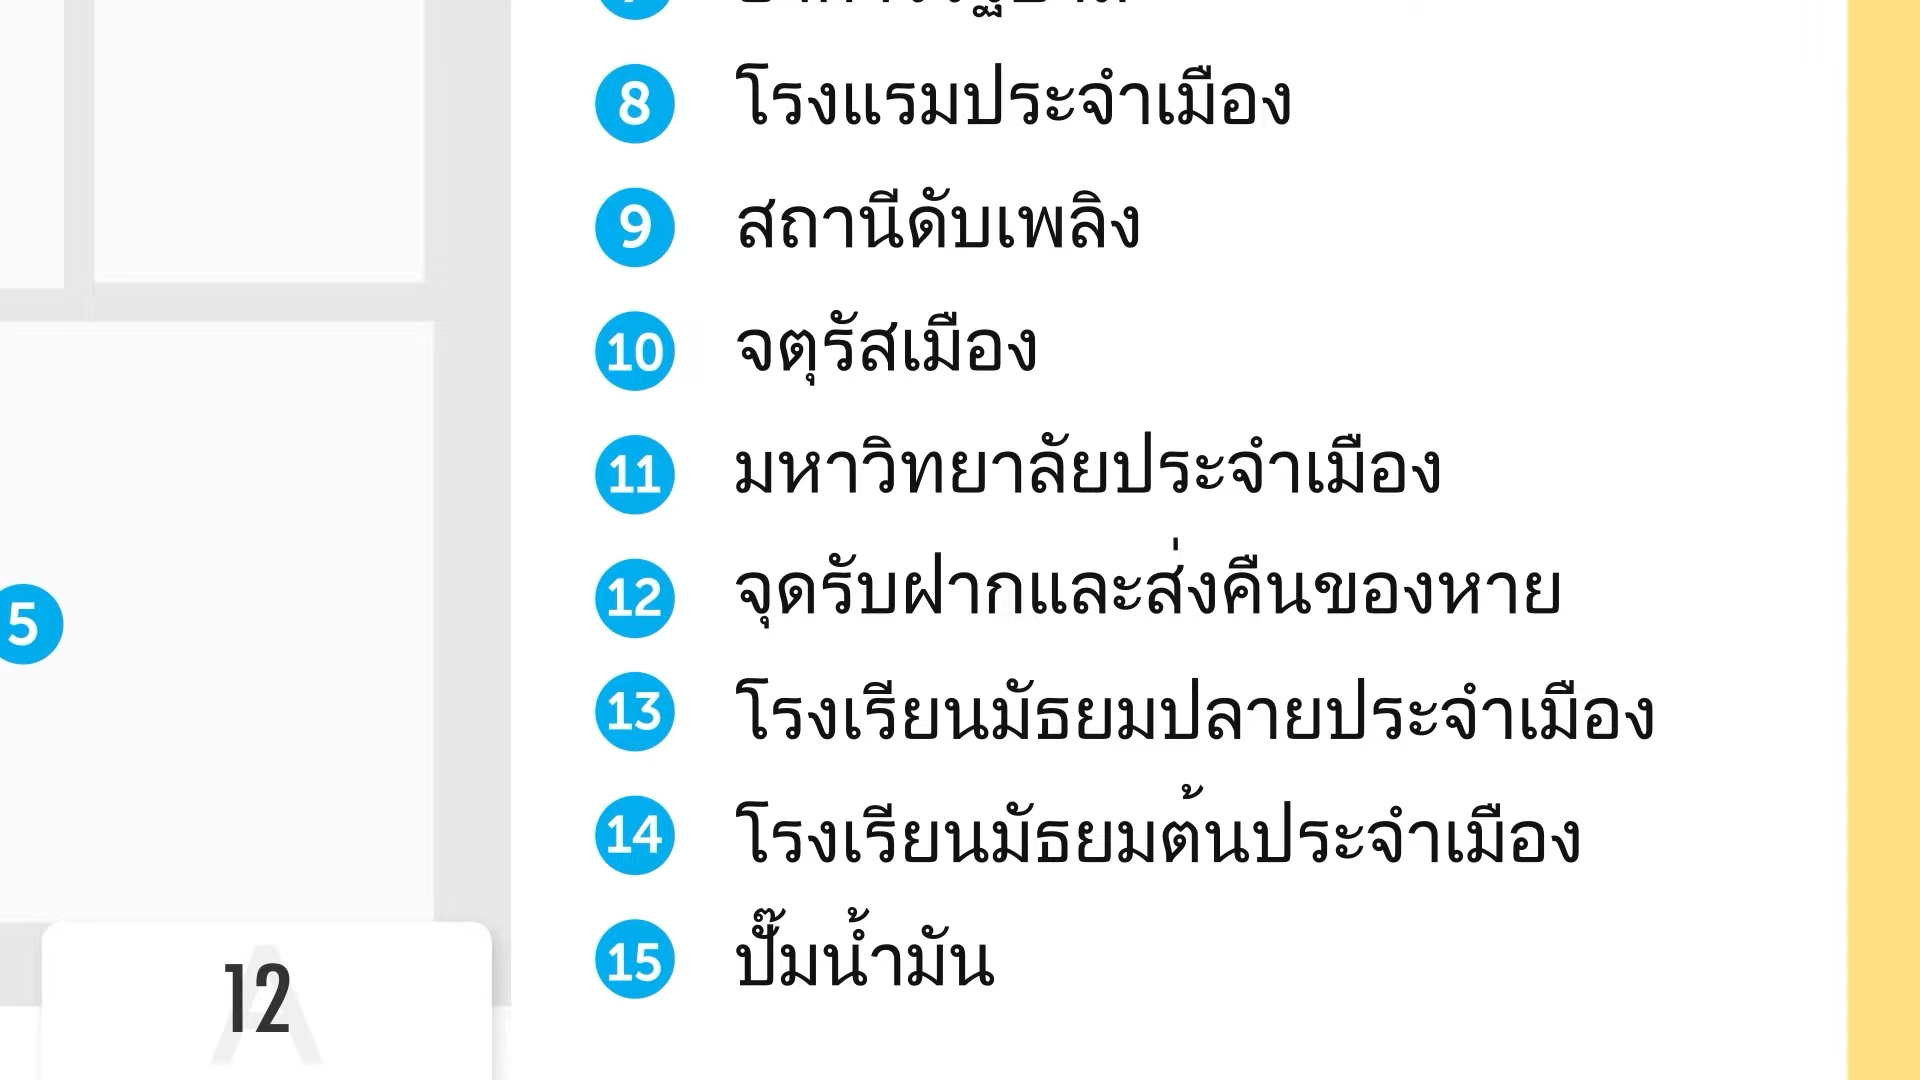 8 โรงแรมประจำเมือง
9 สถานีดับเพลิง
10 จตุรัสเมือง
11 มหาวิทยาลัยประจำเมือง
12 จุดรับฝากและส่งคืนของหาย
13 โรงเรียนมัธยมปลายประจำเมือง
14 โรงเรียนมัธยมต้นประจำเมือง
15 ปั๊มน้ำมัน
5
12
A